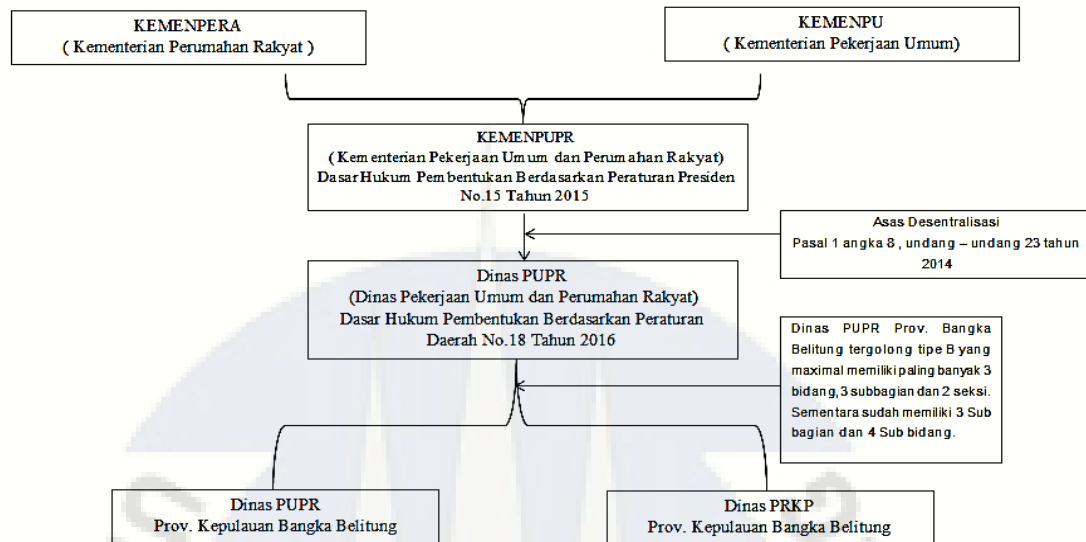 KEMENPERA
( Kementerian Perumahan Rakyat )
KEMENPU
( Kementerian Pekerjaan Umum)
KEMENPUPR
( Kementerian Pekerjaan Umum dan Perumahan Rakyat)
Dasar Hukum Pembentukan Berdasarkan Peraturan Presiden
No.15 Tahun 2015
Asas Desentralisasi
Pasal 1 angka 8 , undang – undang 23 tahun
2014
Dinas PUPR
(Dinas Pekerjaan Umum dan Perumahan Rakyat)
Dasar Hukum Pembentukan Berdasarkan Peraturan
Daerah No.18 Tahun 2016
Dinas PUPR Prov. Bangka
Belitung tergolong tipe B yang
maximal memiliki paling banyak 3
bidang,3 subbagian dan 2 seksi.
Sementara sudah memiliki 3 Sub
bagian dan 4 Sub bidang.
Dinas PUPR
Prov. Kepulauan Bangka Belitung
Dinas PRKP
Prov. Kepulauan Bangka Belitung